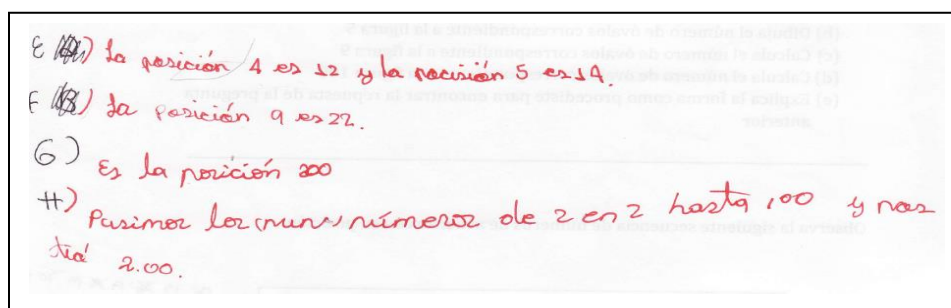 E) La posición 4 es 12 y la pocisión 5 es 14.
F) La posición 9 es 22.
G) Es la posición 200
H) Pusimos los números de 2 en 2 hasta 100 y nos
dió 2.00.